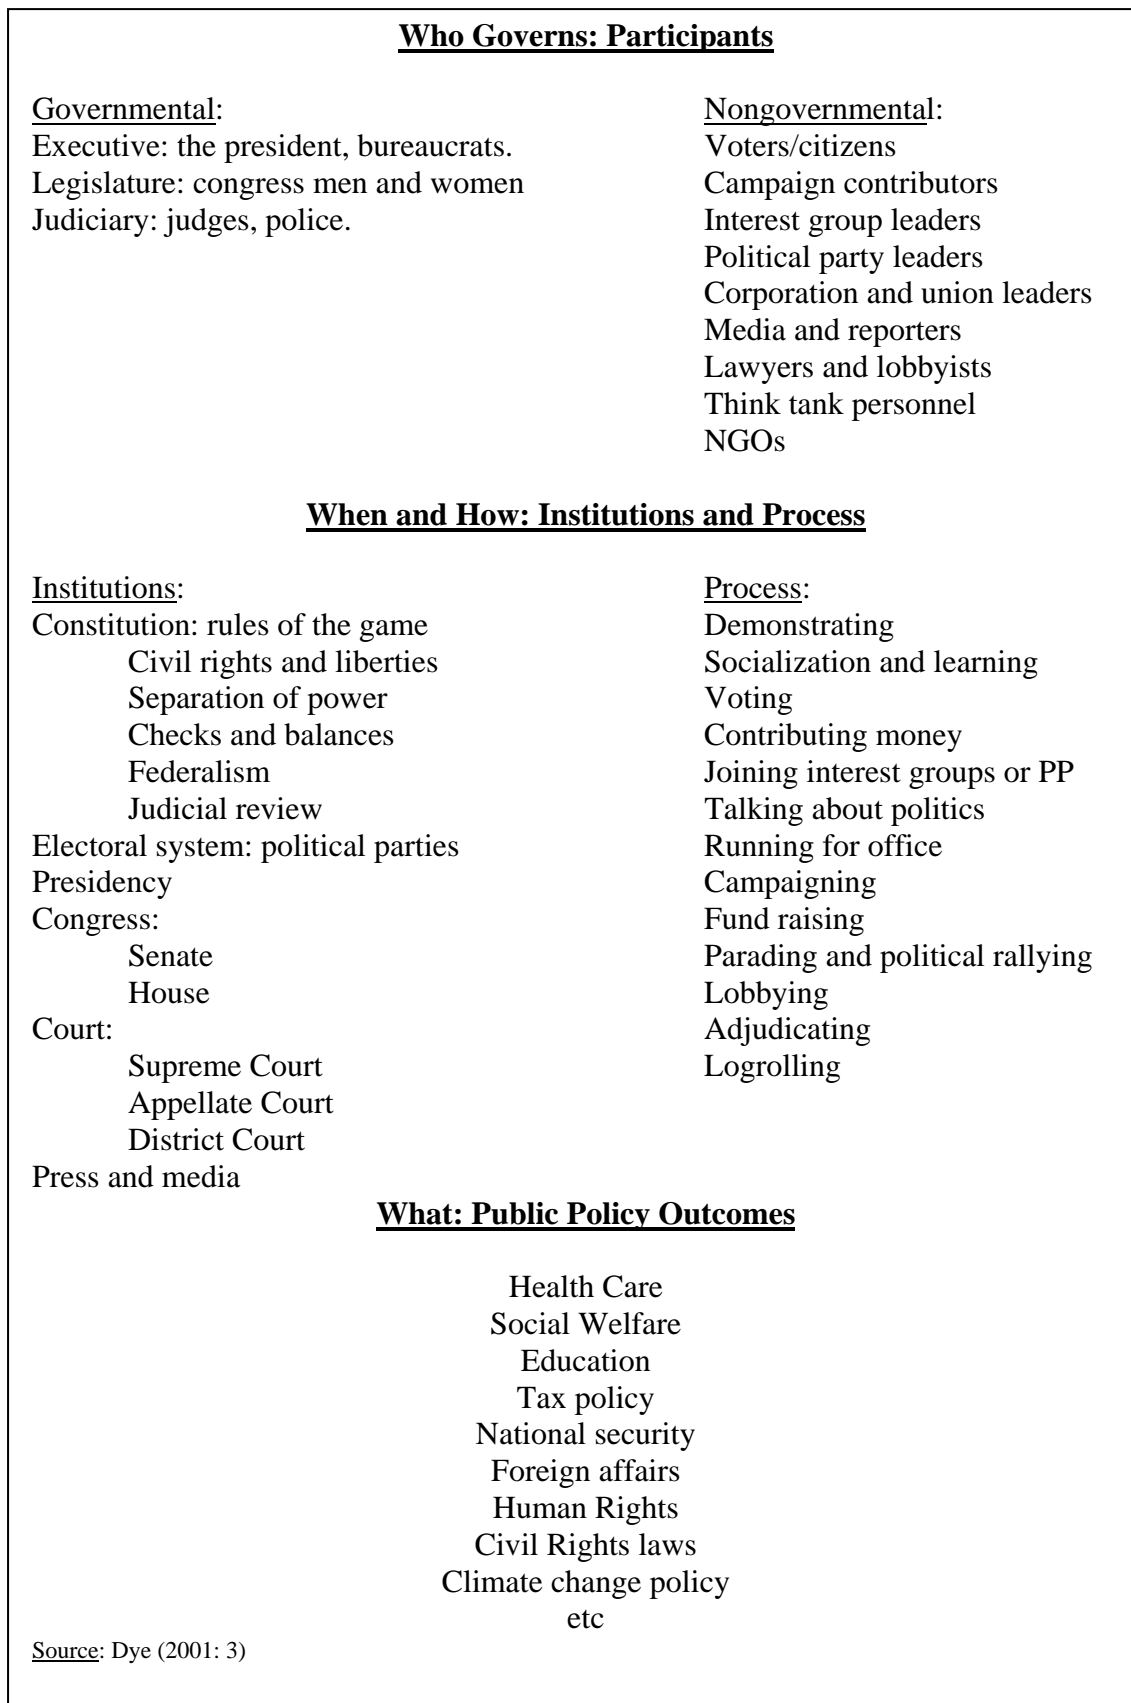 Who Governs: Participants
Governmental:
Executive: the president, bureaucrats.
Legislature: congress men and women
Judiciary: judges, police.
Nongovernmental:
Voters/citizens
Campaign contributors
Interest group leaders
Political party leaders
Corporation and union leaders
Media and reporters
Lawyers and lobbyists
Think tank personnel
NGOs
When and How: Institutions and Process
Institutions:
Constitution: rules of the game
Civil rights and liberties
Separation of power
Checks and balances
Federalism
Judicial review
Electoral system: political parties
Presidency
Congress:
Senate
House
Court:
Supreme Court
Appellate Court
District Court
Press and media
Process:
Demonstrating
Socialization and learning
Voting
Contributing money
Joining interest groups or PP
Talking about politics
Running for office
Campaigning
Fund raising
Parading and political rallying
Lobbying
Adjudicating
Logrolling
What: Public Policy Outcomes
Health Care
Social Welfare
Education
Tax policy
National security
Foreign affairs
Human Rights
Civil Rights laws
Climate change policy
etc
Source: Dye (2001: 3)